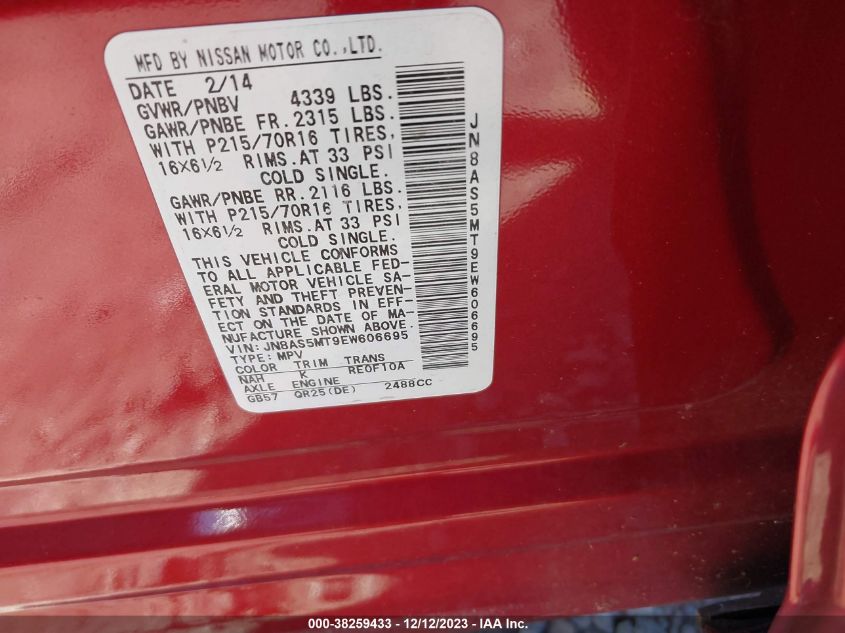 MFD BY NISSAN MOTOR CO.,LTD.
DATE 2/14
GVWR/PNBV 4339 LBS.
GAWR/PNBE FR.2315 LBS.
WITH P215/70R16 TIRES,
16X6½ RIMS.AT 33 PSI
COLD SINGLE.
GAWR/PNBE RR.2116 LBS.
WITH P215/70R16 TIRES,
16X6½ RIMS.AT 33 PSI
COLD SINGLE.
THIS VEHICLE CONFORMS
TO ALL APPLICABLE FED-
ERAL MOTOR VEHICLE SA-
FETY AND THEFT PREVEN-
TION STANDARDS IN EFF-
ECT ON THE DATE OF MA-
NUFACTURE SHOWN ABOVE.
VIN: JN8AS5MT9EW606695
TYPE: MPV
COLOR TRIM TRANS
NAH K RE0F10A
AXLE ENGINE
GB57 QR25(DE) 2488CC
JN8AS5MT9EW606695
000-38259433 - 12/12/2023 - IAA Inc.